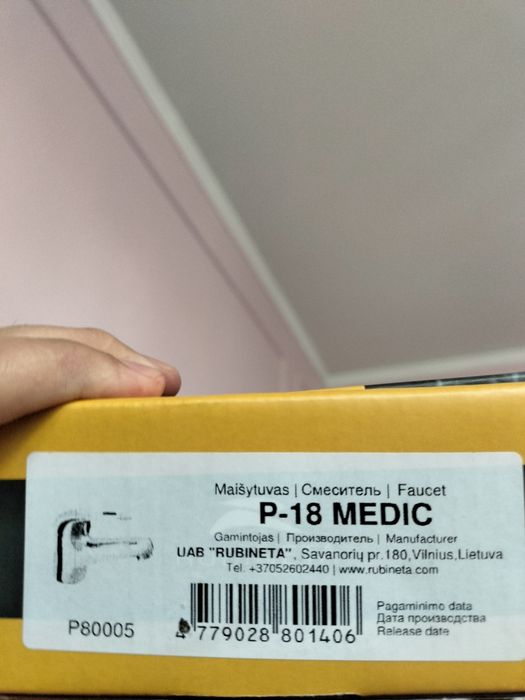 Maišytuvas | Смеситель | Faucet
P-18 MEDIC
Gamintojas | Производитель | Manufacturer
UAB "RUBINETA", Savanorių pr.180,Vilnius,Lietuva
Tel. +37052602440 | www.rubineta.com
P80005
4 779028 801406
Pagaminimo data
Дата производства
Release date